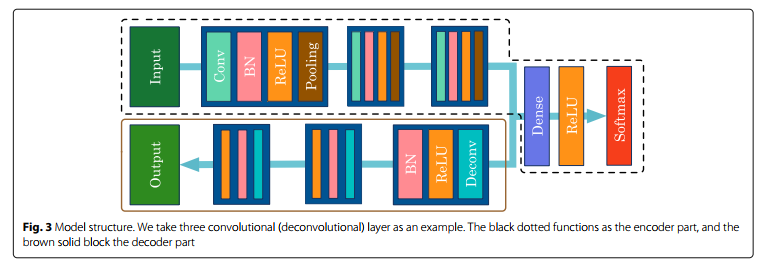 Input
Conv
BN
ReLU
Pooling
Dense
ReLU
Softmax
Output
BN
ReLU
Deconv
Fig. 3 Model structure. We take three convolutional (deconvolutional) layer as an example. The black dotted functions as the encoder part, and the
brown solid block the decoder part